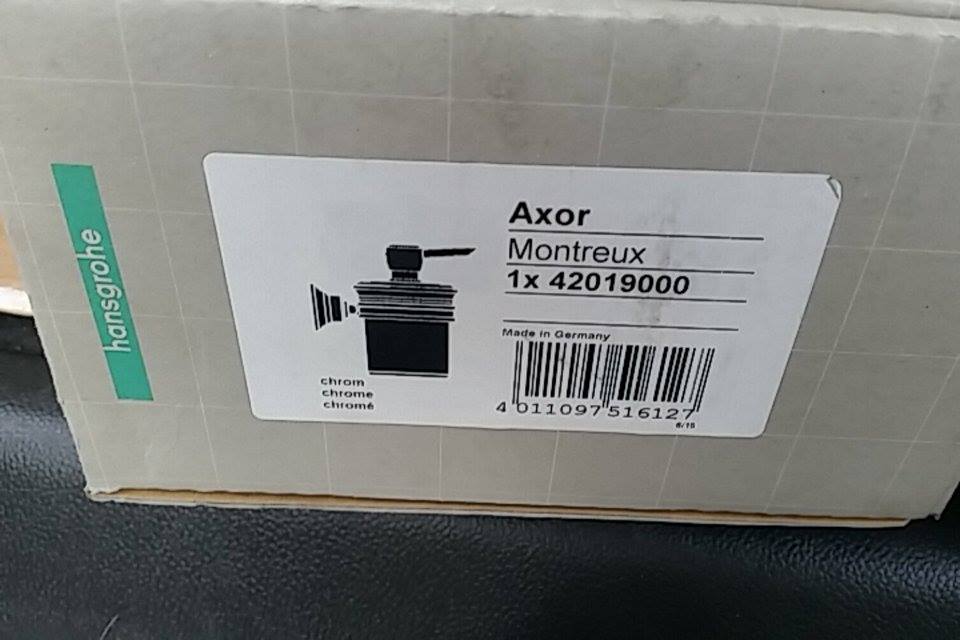 hansgrohe
Axor
Montreux
1x 42019000
Made in Germany
chrom
chrome
chromé
4 011097 516127